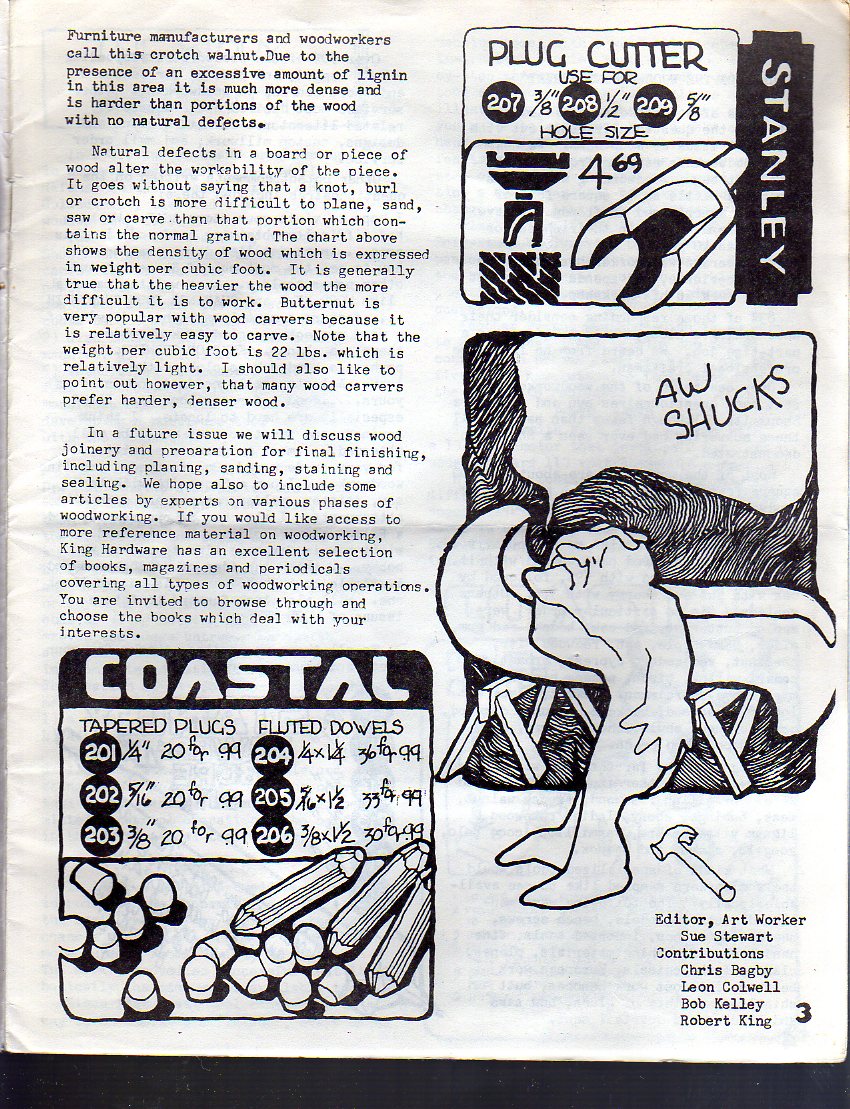 Furniture manufacturers and woodworkers
call this crotch walnut.Due to the
presence of an excessive amount of lignin
in this area it is much more dense and
is harder than portions of the wood
with no natural defects.
Natural defects in a board or piece of
wood alter the workability of the piece.
It goes without saying that a knot, burl
or crotch is more difficult to plane, sand,
saw or carve than that portion which con-
tains the normal grain. The chart above
shows the density of wood which is expressed
in weight per cubic foot. It is generally
true that the heavier the wood the more
difficult it is to work. Butternut is
very popular with wood carvers because it
is relatively easy to carve. Note that the
weight per cubic foot is 22 lbs. which is
relatively light. I should also like to
point out however, that many wood carvers
prefer harder, denser wood.
In a future issue we will discuss wood
joinery and preparation for final finishing,
including planing, sanding, staining and
sealing. We hope also to include some
articles by experts on various phases of
woodworking. If you would like access to
more reference material on woodworking,
King Hardware has an excellent selection
of books, magazines and periodicals
covering all types of woodworking operations.
You are invited to browse through and
choose the books which deal with your
interests.
COASTAL
TAPERED PLUGS FLUTED DOWELS
201 1/4" 20 for .99 204 1/4x1 1/4 36 for .99
202 5/16" 20 for .99 205 5/16x1 1/2 33 for .99
203 3/8" 20 for .99 206 3/8x1 1/2 30 for .99
PLUG CUTTER
USE FOR
207 3/8" 208 1/2" 209 5/8"
HOLE SIZE
4 69
STANLEY
AW
SHUCKS
Editor, Art Worker
Sue Stewart
Contributions
Chris Bagby
Leon Colwell
Bob Kelley
Robert King
3